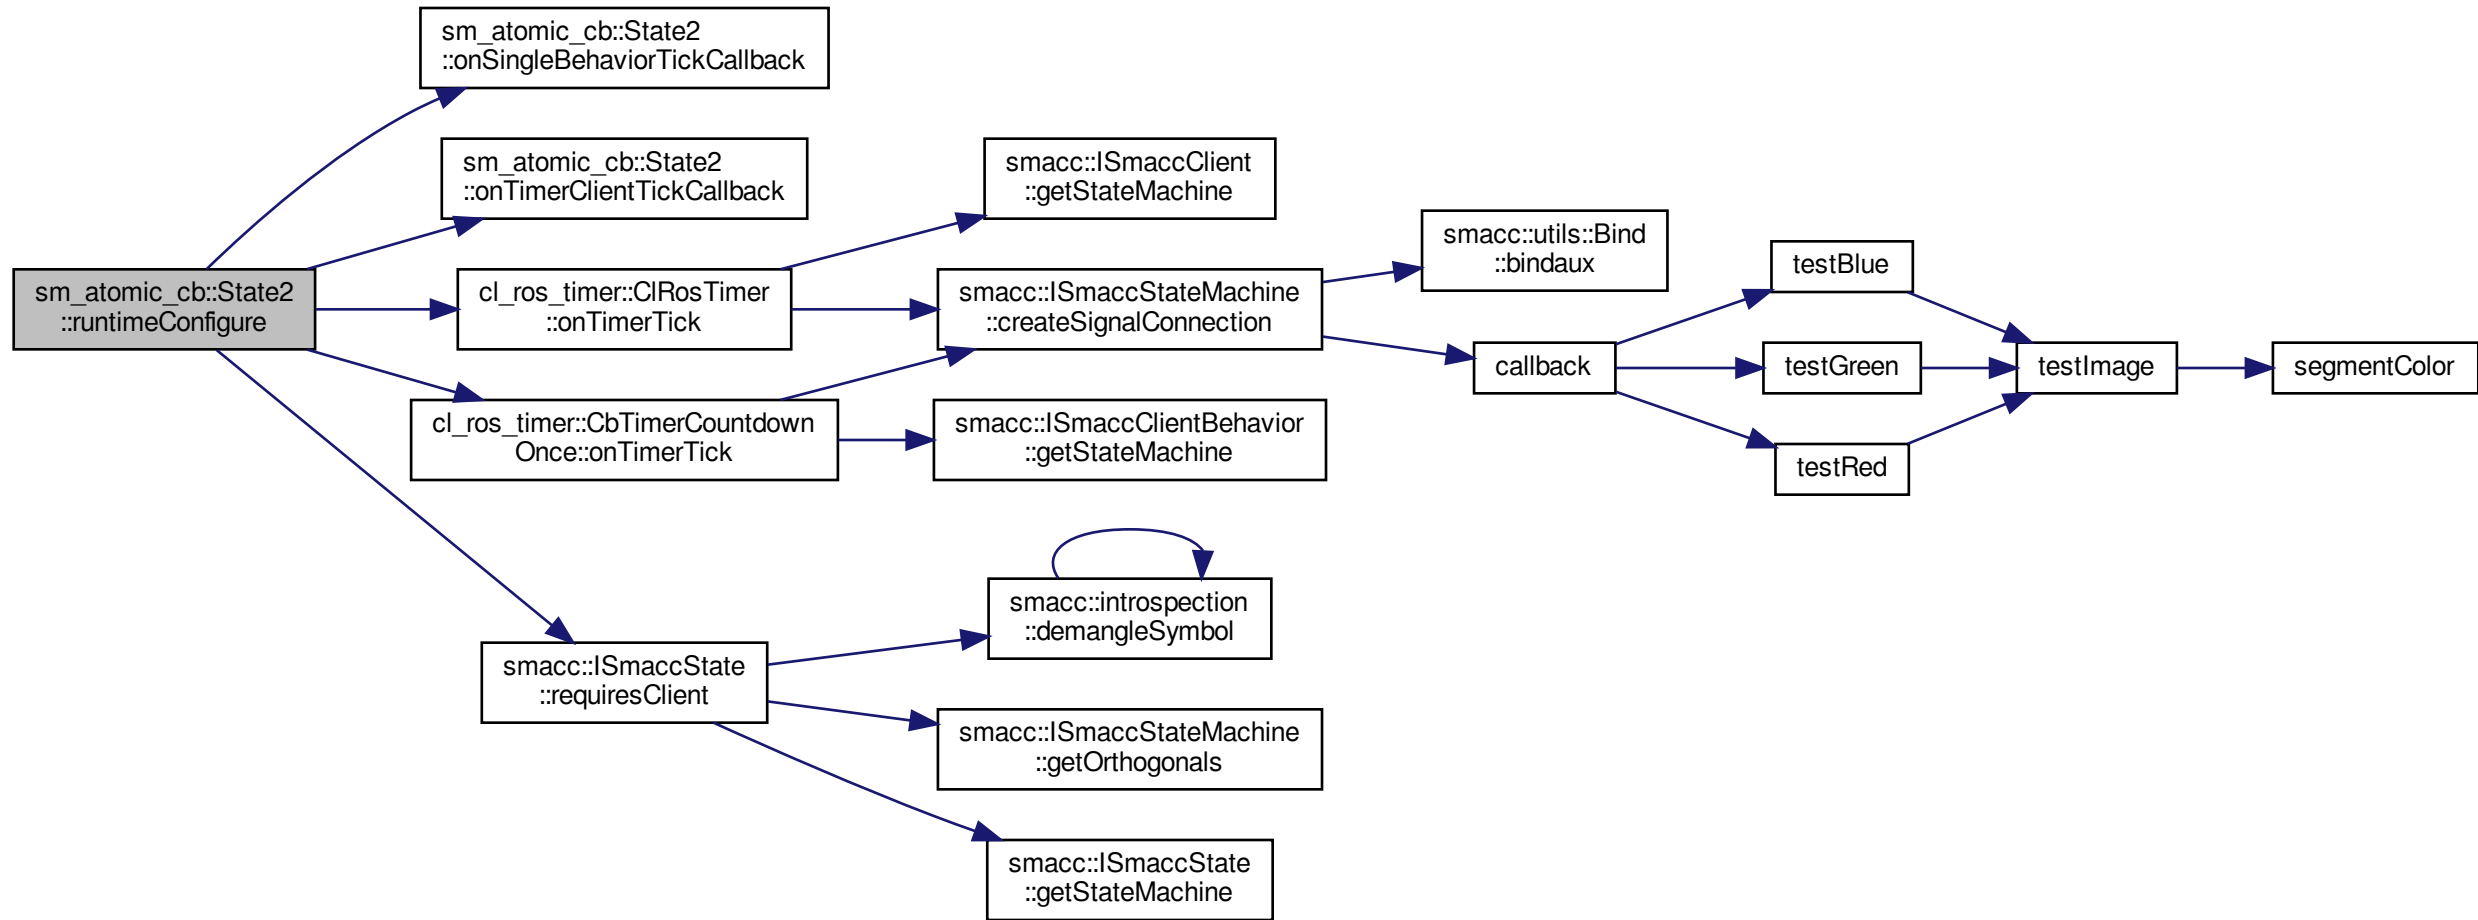 sm_atomic_cb::State2
::runtimeConfigure
sm_atomic_cb::State2
::onSingleBehaviorTickCallback
sm_atomic_cb::State2
::onTimerClientTickCallback
cl_ros_timer::ClRosTimer
::onTimerTick
cl_ros_timer::CbTimerCountdown
Once::onTimerTick
smacc::ISmaccState
::requiresClient
smacc::ISmaccClient
::getStateMachine
smacc::ISmaccStateMachine
::createSignalConnection
smacc::ISmaccClientBehavior
::getStateMachine
smacc::introspection
::demangleSymbol
smacc::ISmaccStateMachine
::getOrthogonals
smacc::ISmaccState
::getStateMachine
smacc::utils::Bind
::bindaux
callback
testBlue
testGreen
testRed
testImage
segmentColor